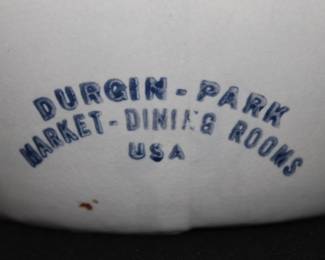 DURGIN - PARK
MARKET - DINING ROOMS
USA